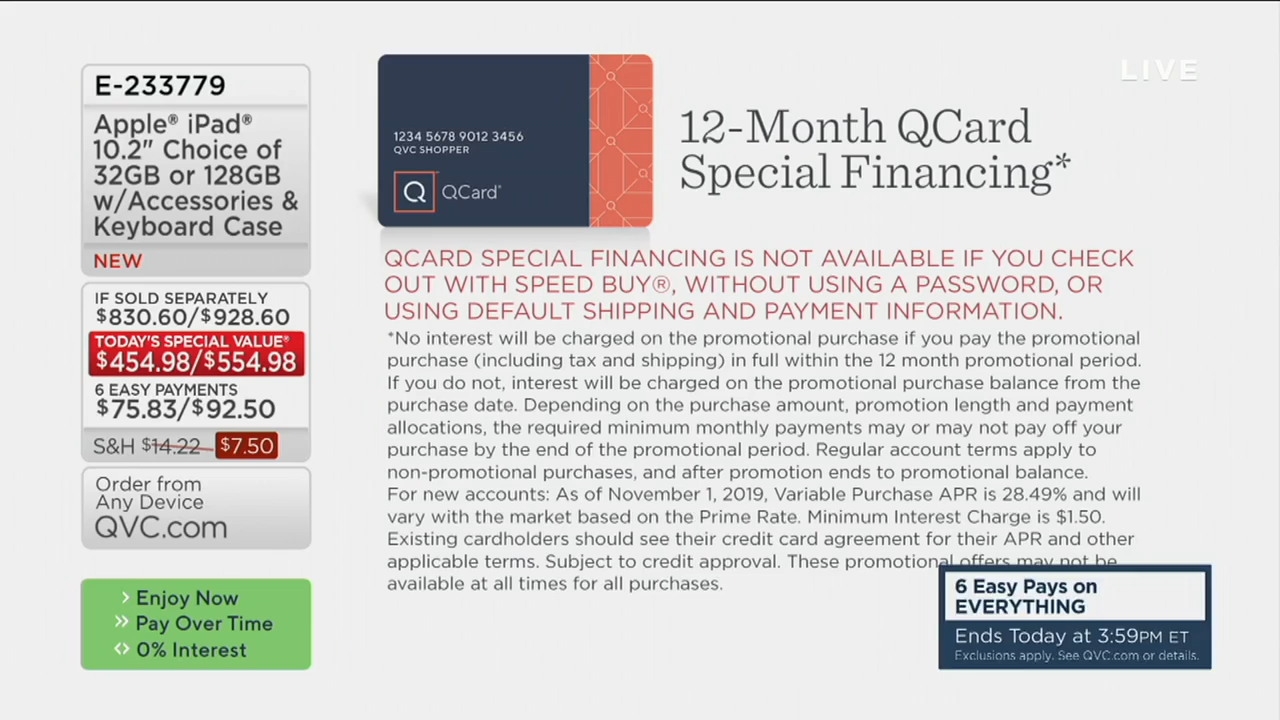 E-233779
Apple® iPad®
10.2" Choice of
32GB or 128GB
w/Accessories &
Keyboard Case
NEW
IF SOLD SEPARATELY
$830.60/$928.60
TODAY'S SPECIAL VALUE®
$454.98/$554.98
6 EASY PAYMENTS
$75.83/$92.50
S&H $14.22 $7.50
Order from
Any Device
QVC.com
> Enjoy Now
» Pay Over Time
<> 0% Interest
1234 5678 9012 3456
QVC SHOPPER
Q QCard®
LIVE
12-Month QCard
Special Financing*
QCARD SPECIAL FINANCING IS NOT AVAILABLE IF YOU CHECK
OUT WITH SPEED BUY®, WITHOUT USING A PASSWORD, OR
USING DEFAULT SHIPPING AND PAYMENT INFORMATION.
*No interest will be charged on the promotional purchase if you pay the promotional
purchase (including tax and shipping) in full within the 12 month promotional period.
If you do not, interest will be charged on the promotional purchase balance from the
purchase date. Depending on the purchase amount, promotion length and payment
allocations, the required minimum monthly payments may or may not pay off your
purchase by the end of the promotional period. Regular account terms apply to
non-promotional purchases, and after promotion ends to promotional balance.
For new accounts: As of November 1, 2019, Variable Purchase APR is 28.49% and will
vary with the market based on the Prime Rate. Minimum Interest Charge is $1.50.
Existing cardholders should see their credit card agreement for their APR and other
applicable terms. Subject to credit approval. These promotional offers may not be
available at all times for all purchases.
6 Easy Pays on
EVERYTHING
Ends Today at 3:59PM ET
Exclusions apply. See QVC.com or details.